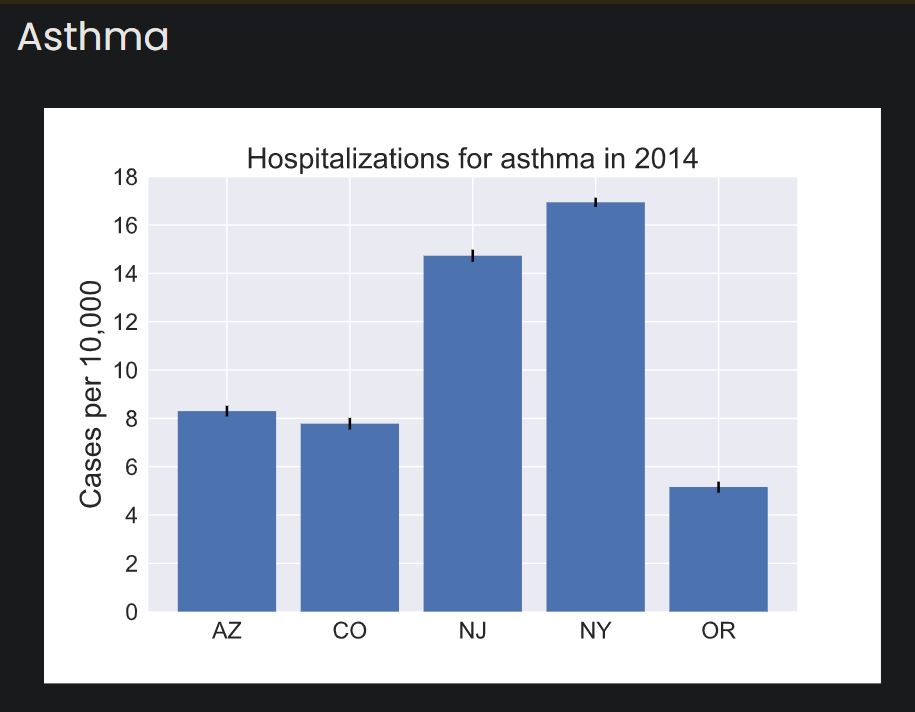 Asthma
Hospitalizations for asthma in 2014
Cases per 10,000
18
16
14
12
10
8
6
4
2
0
AZ CO NJ NY OR